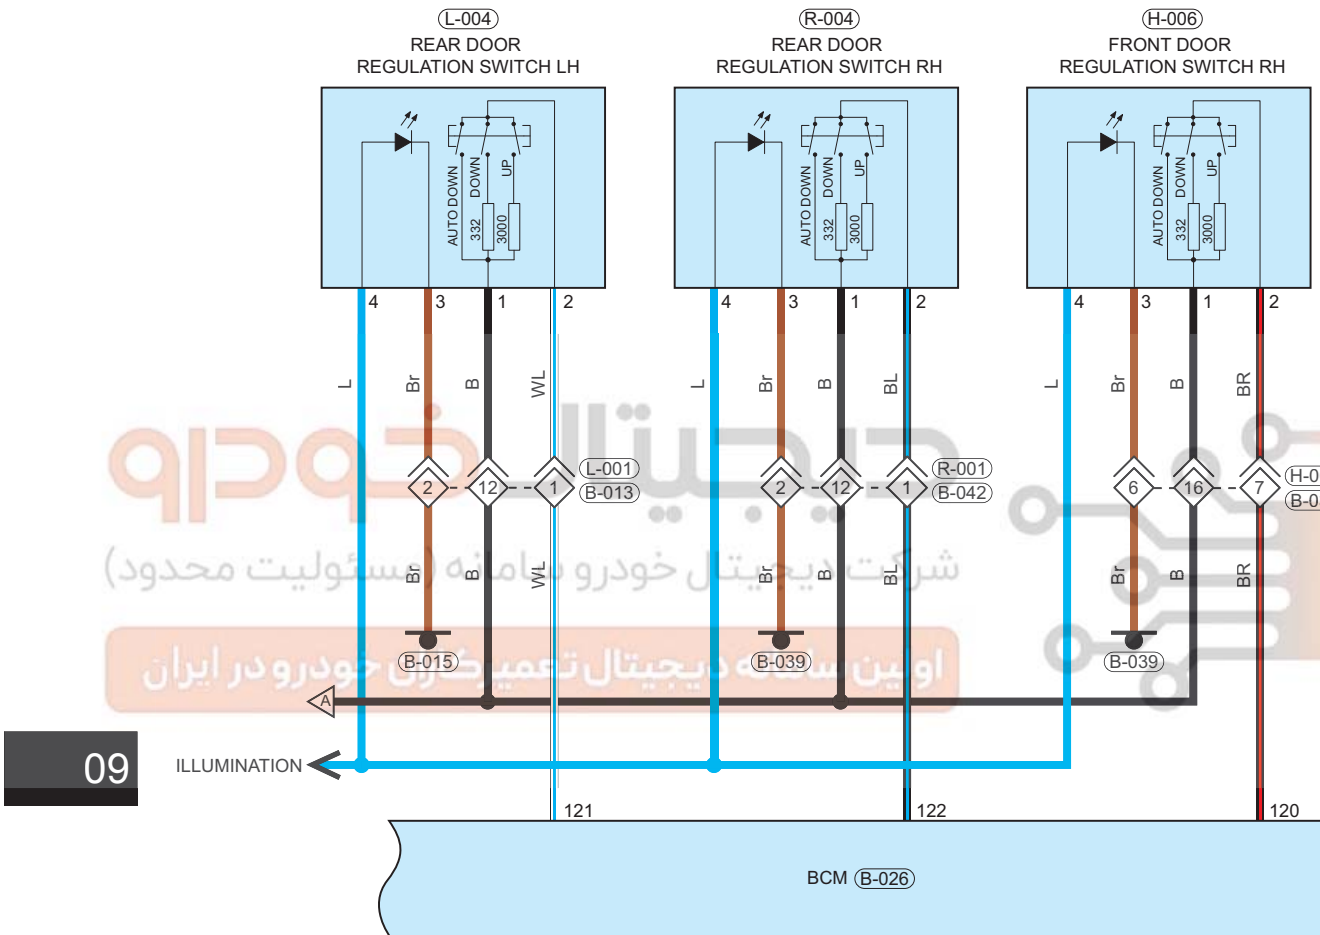 L-004
REAR DOOR
REGULATION SWITCH LH
R-004
REAR DOOR
REGULATION SWITCH RH
H-006
FRONT DOOR
REGULATION SWITCH RH
AUTO DOWN
DOWN
UP
332
3000
AUTO DOWN
DOWN
UP
332
3000
AUTO DOWN
DOWN
UP
332
3000
4 3 1 2
4 3 1 2
4 3 1 2
L Br B WL
L Br B BL
L Br B BR
دیجیتال خودرو
2 12 1
L-001
B-013
2 12 1
R-001
B-042
6 16 7
H-0
B-0
شرکت دیجیتال خودرو سامانه (مسئولیت محدود)
Br B WL
Br B BL
Br B BR
B-015
B-039
B-039
اولین سامانه دیجیتال تعمیرکاران خودرو در ایران
A
09
ILLUMINATION
121
122
120
BCM B-026